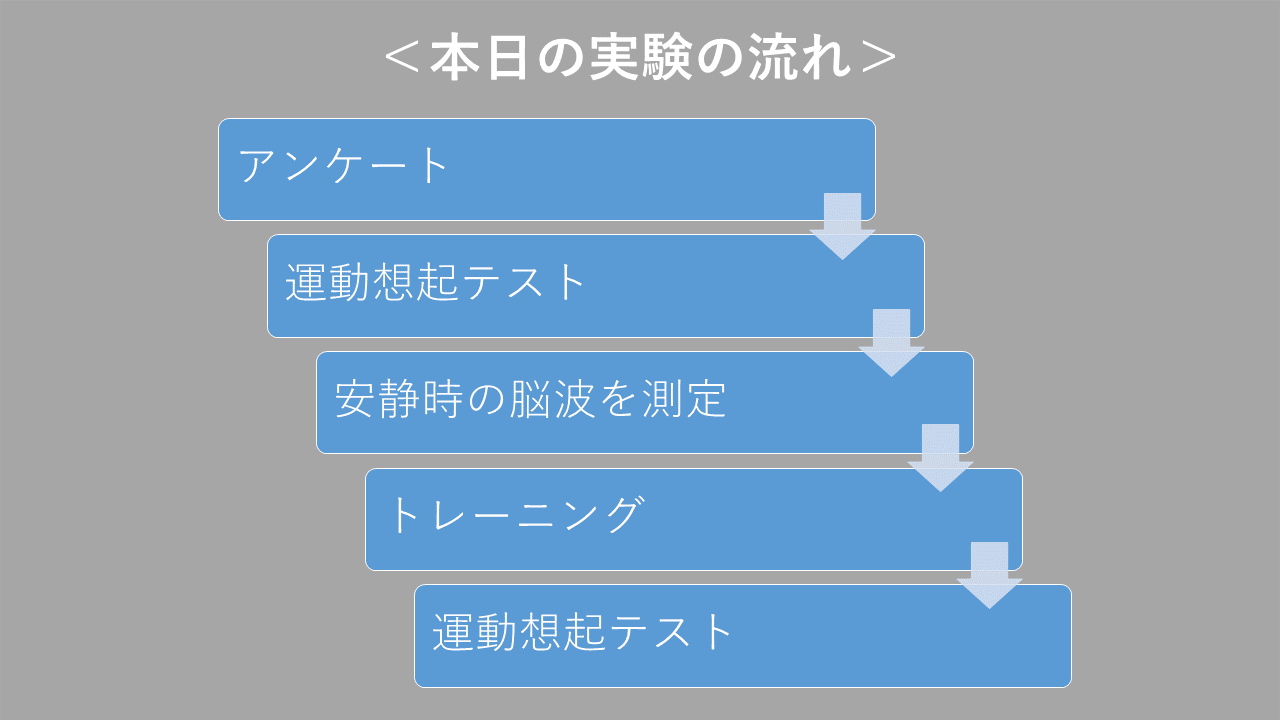 ＜本日の実験の流れ＞
アンケート
運動想起テスト
安静時の脳波を測定
トレーニング
運動想起テスト